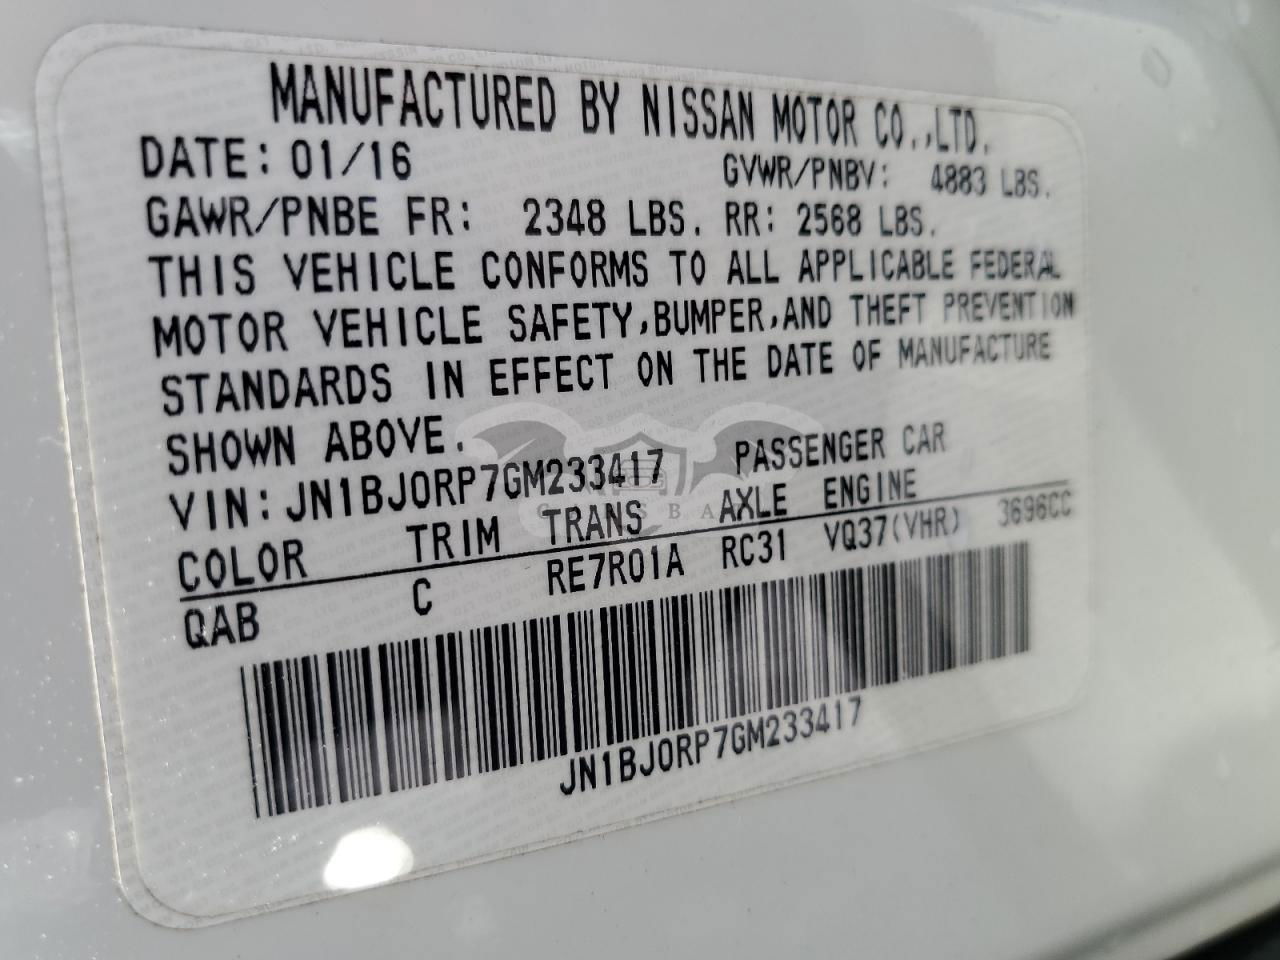 MANUFACTURED BY NISSAN MOTOR CO.,LTD.
DATE: 01/16 GVWR/PNBV: 4883 LBS.
GAWR/PNBE FR: 2348 LBS. RR: 2568 LBS.
THIS VEHICLE CONFORMS TO ALL APPLICABLE FEDERAL
MOTOR VEHICLE SAFETY,BUMPER,AND THEFT PREVENTION
STANDARDS IN EFFECT ON THE DATE OF MANUFACTURE
SHOWN ABOVE.
VIN: JN1BJ0RP7GM233417 PASSENGER CAR
COLOR TRIM TRANS AXLE ENGINE
QAB C RE7R01A RC31 VQ37(VHR) 3696CC
JN1BJ0RP7GM233417